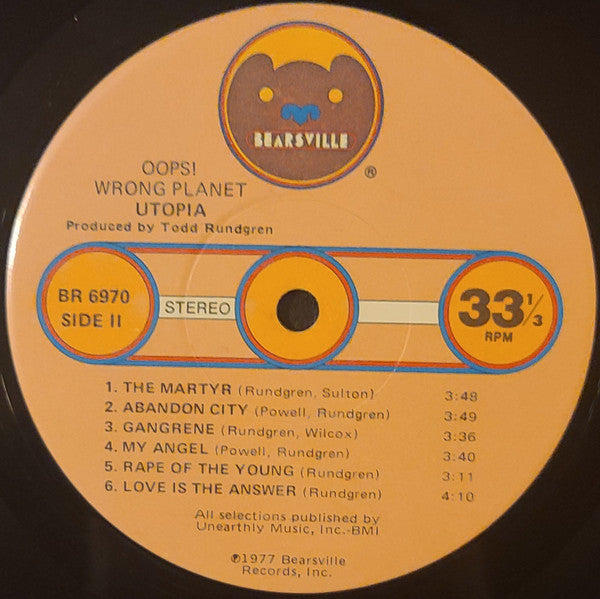 BEARSVILLE
®
OOPS!
WRONG PLANET
UTOPIA
Produced by Todd Rundgren
BR 6970
SIDE II
STEREO
33 1/3
RPM
1. THE MARTYR (Rundgren, Sulton) 3:48
2. ABANDON CITY (Powell, Rundgren) 3:49
3. GANGRENE (Rundgren, Wilcox) 3:36
4. MY ANGEL (Powell, Rundgren) 3:40
5. RAPE OF THE YOUNG (Rundgren) 3:11
6. LOVE IS THE ANSWER (Rundgren) 4:10
All selections published by
Unearthly Music, Inc.-BMI
℗1977 Bearsville
Records, Inc.